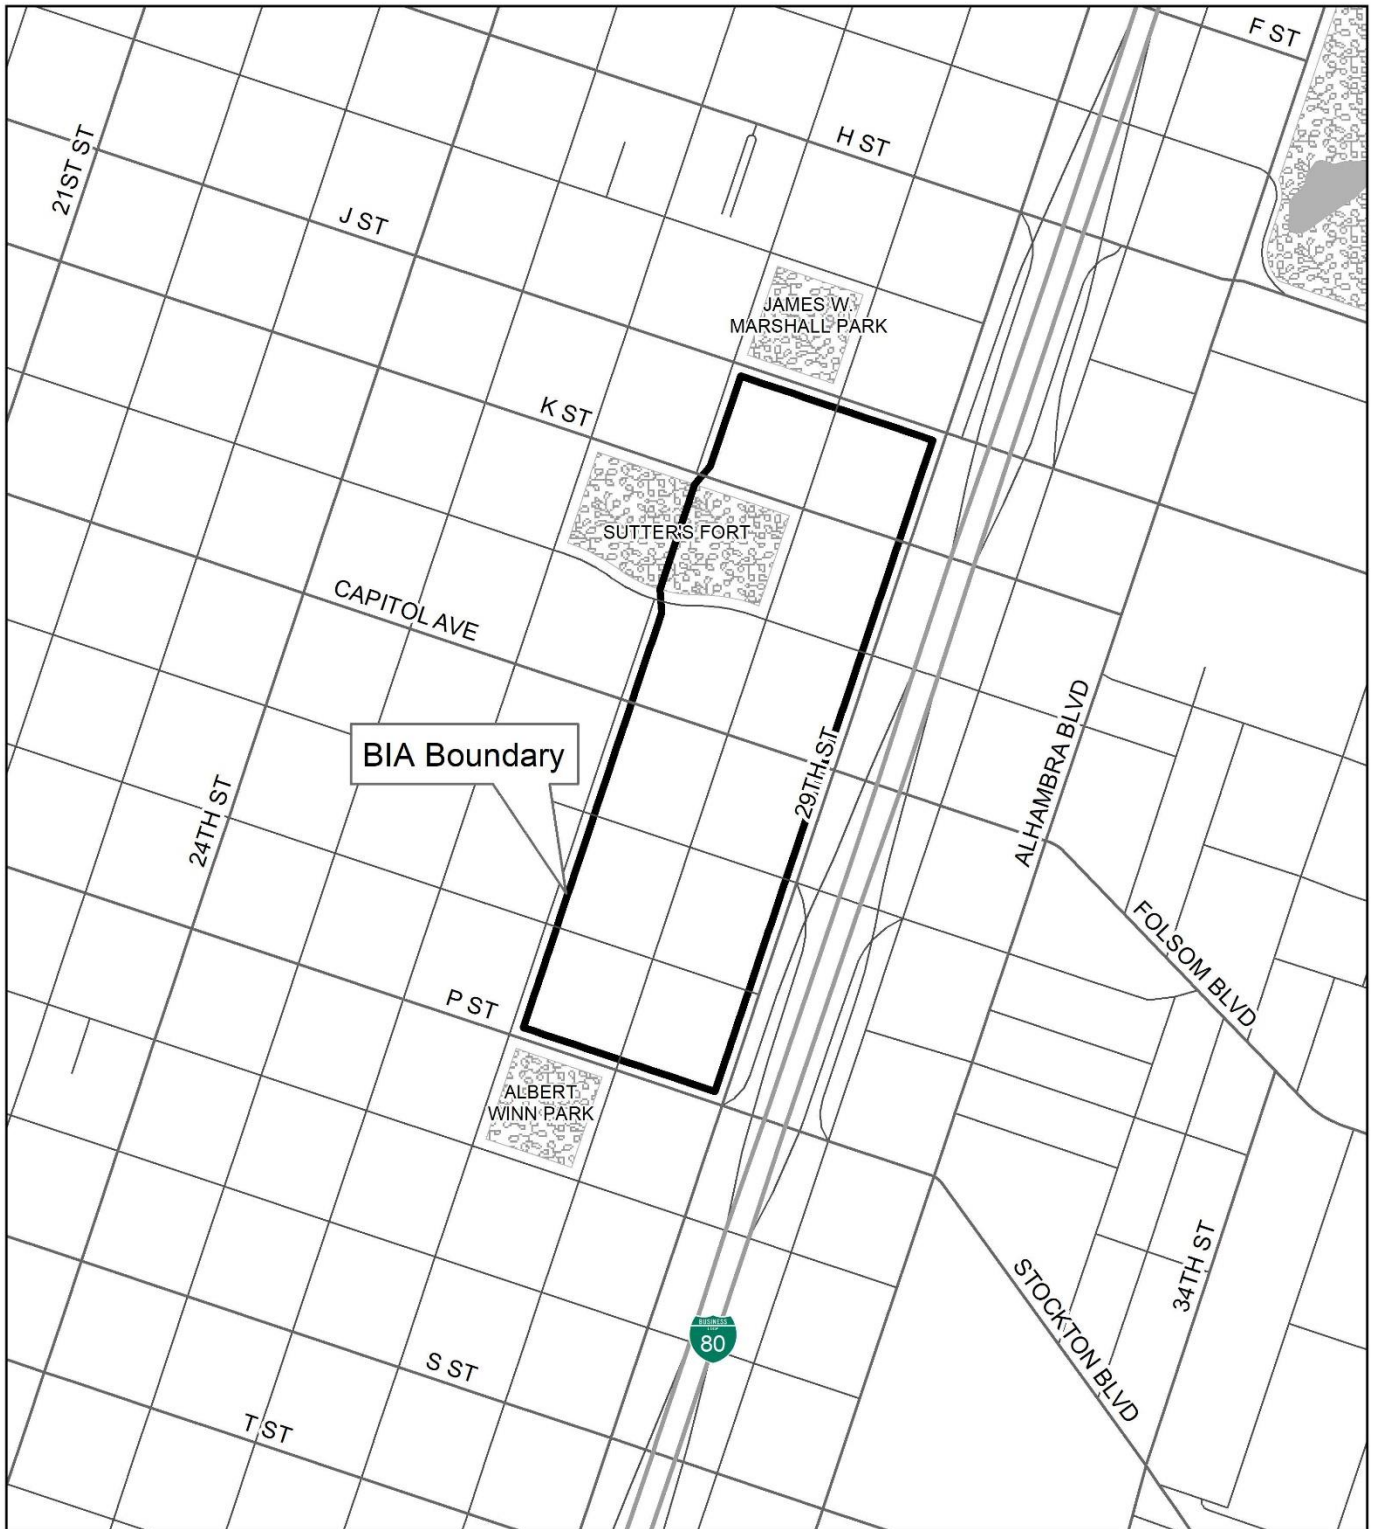 F ST
H ST
21ST ST
J ST
JAMES W.
MARSHALL PARK
K ST
SUTTER'S FORT
CAPITOL AVE
BIA Boundary
29TH ST
ALHAMBRA BLVD
24TH ST
FOLSOM BLVD
P ST
ALBERT
WINN PARK
34TH ST
STOCKTON BLVD
BUSINESS
80
S ST
T ST